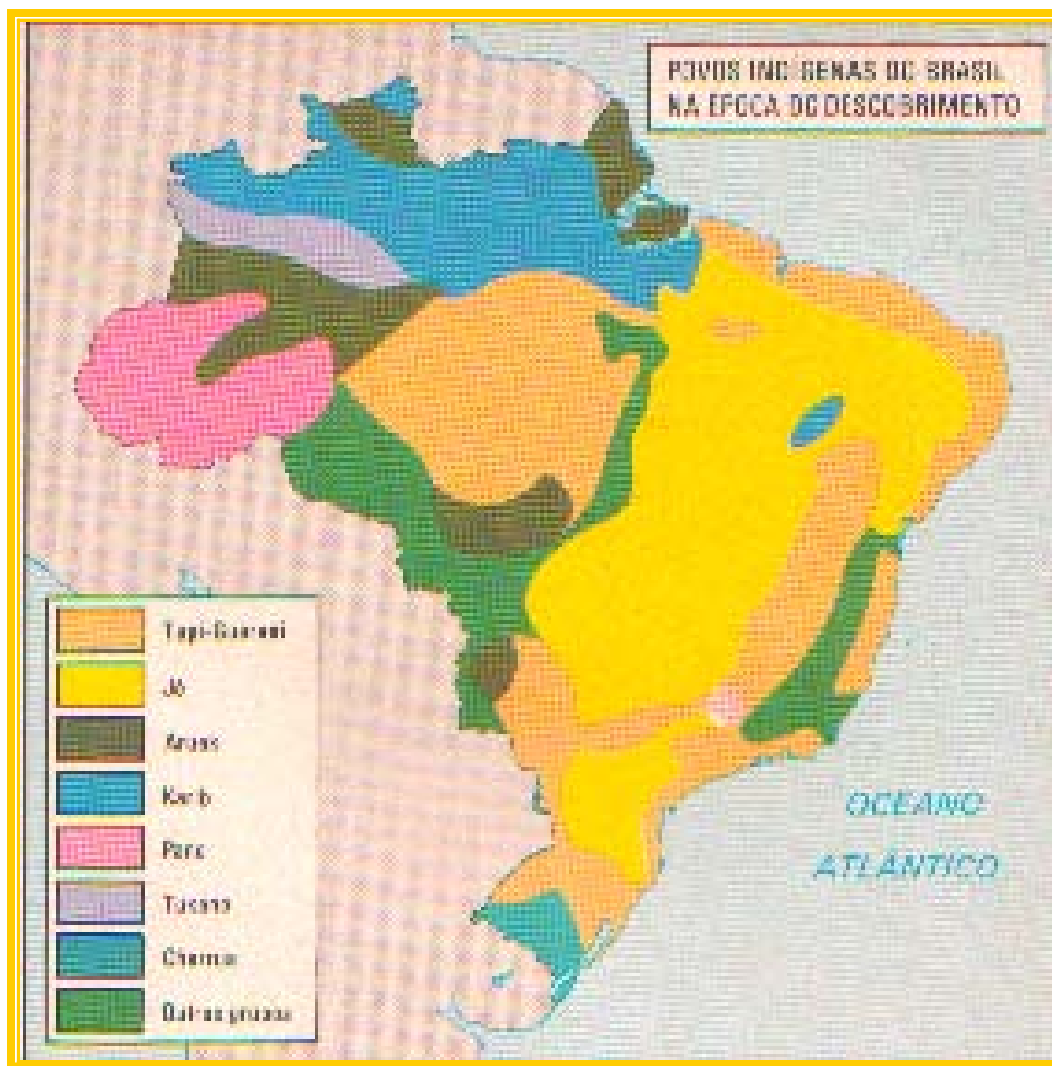 POVOS INDÍGENAS DO BRASIL
NA ÉPOCA DO DESCOBRIMENTO
Tupi-Guarani
Jê
Aruak
Karib
Pano
Tukano
Charrua
Outros grupos
OCEANO
ATLÂNTICO